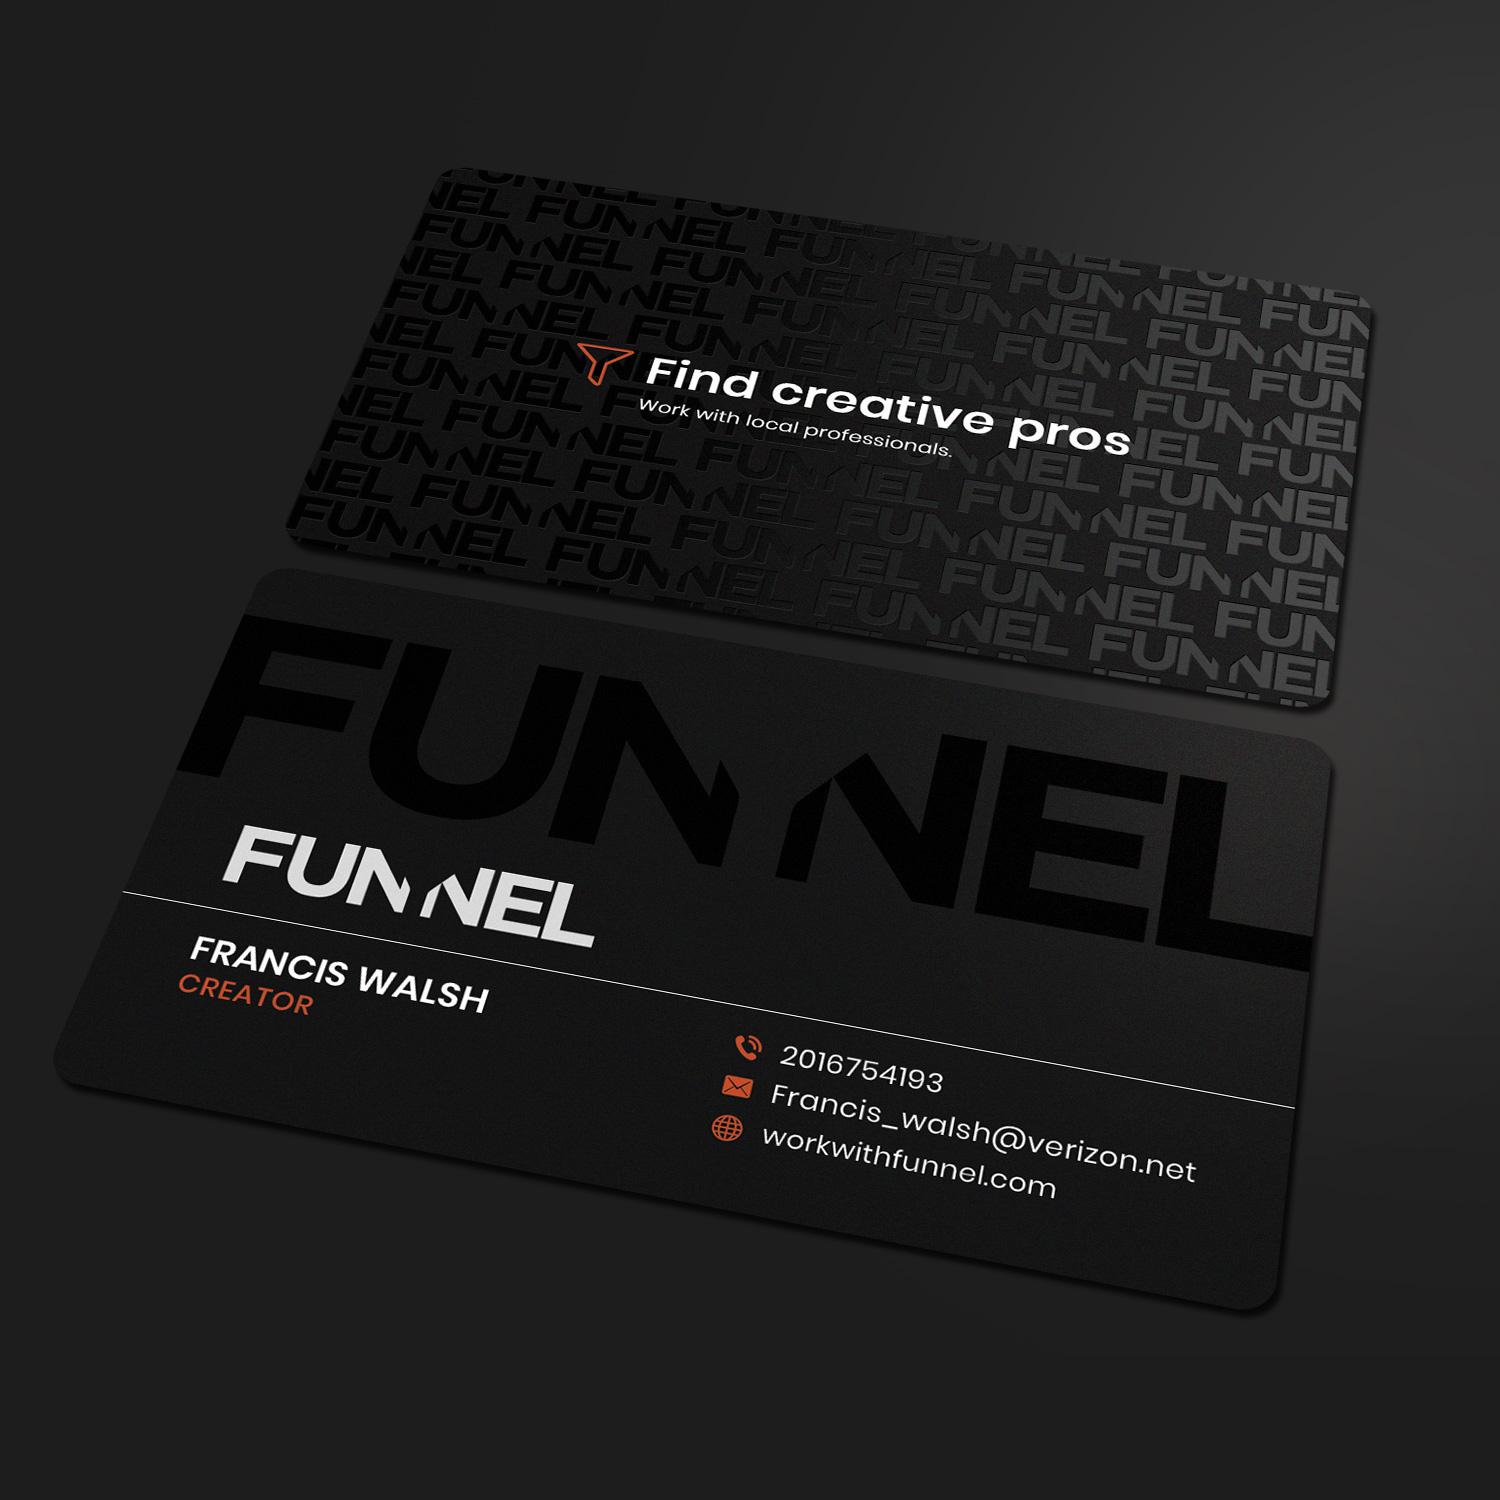 Find creative pros
Work with local professionals.
FUNNEL
FUNNEL
FRANCIS WALSH
CREATOR
2016754193
Francis_walsh@verizon.net
workwithfunnel.com